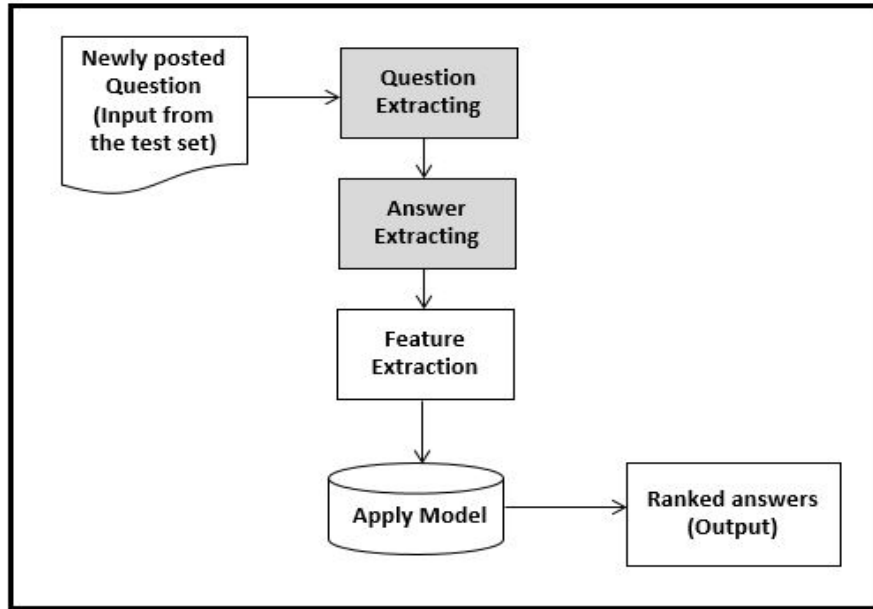 Newly posted
Question
(Input from
the test set)
Question
Extracting
Answer
Extracting
Feature
Extraction
Apply Model
Ranked answers
(Output)